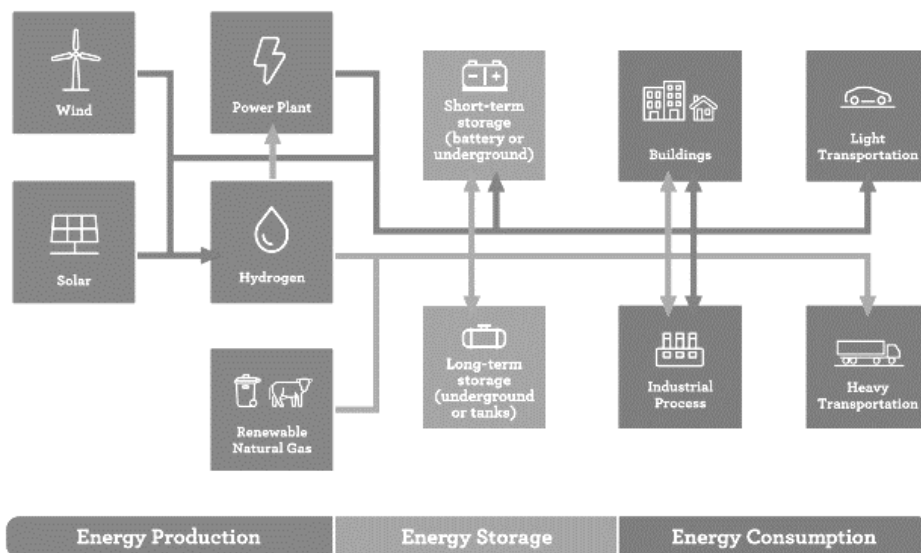 Wind
Power Plant
Short-term
storage
(battery or
underground)
Buildings
Light
Transportation
Solar
Hydrogen
Renewable
Natural Gas
Long-term
storage
(underground
or tanks)
Industrial
Process
Heavy
Transportation
Energy Production
Energy Storage
Energy Consumption